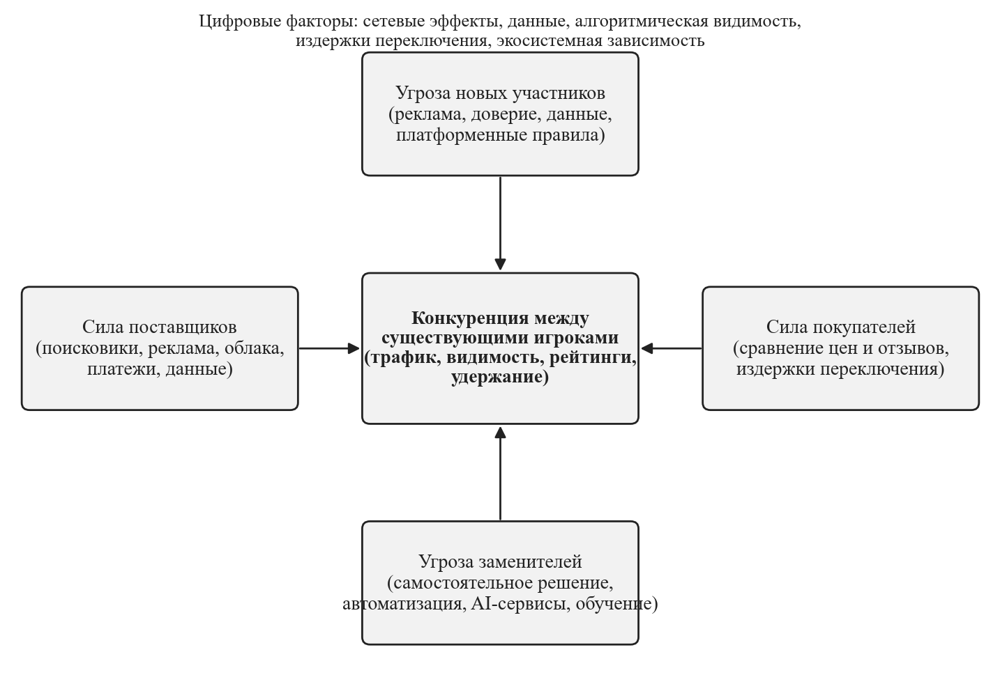 Цифровые факторы: сетевые эффекты, данные, алгоритмическая видимость,
издержки переключения, экосистемная зависимость
Угроза новых участников
(реклама, доверие, данные,
платформенные правила)
Сила поставщиков
(поисковики, реклама, облака,
платежи, данные)
Конкуренция между
существующими игроками
(трафик, видимость, рейтинги,
удержание)
Сила покупателей
(сравнение цен и отзывов,
издержки переключения)
Угроза заменителей
(самостоятельное решение,
автоматизация, AI-сервисы, обучение)